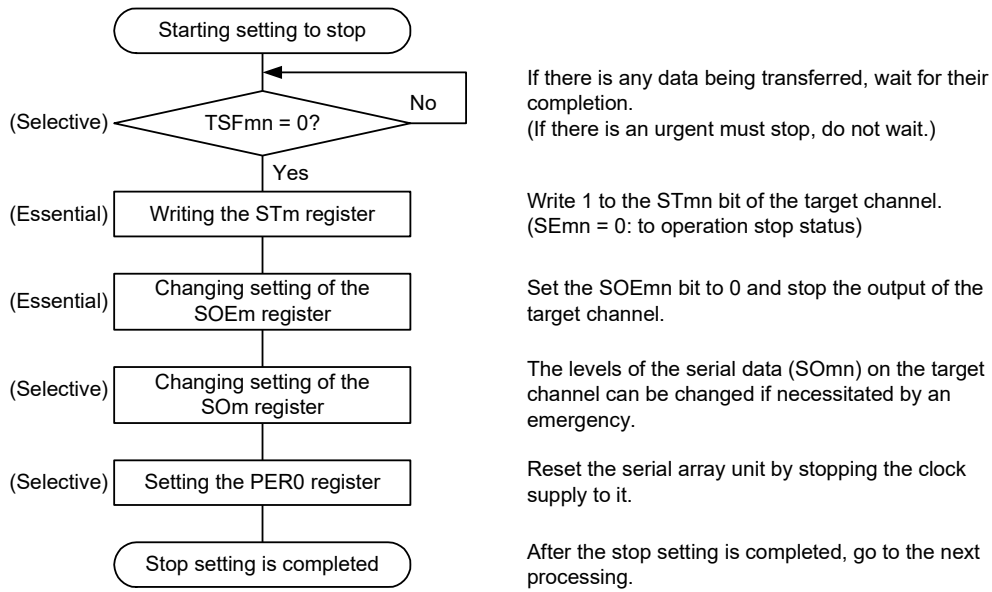 Starting setting to stop
If there is any data being transferred, wait for their
completion.
(If there is an urgent must stop, do not wait.)
(Selective)
TSFmn = 0?
No
Yes
(Essential)
Writing the STm register
Write 1 to the STmn bit of the target channel.
(SEmn = 0: to operation stop status)
(Essential)
Changing setting of the
SOEm register
Set the SOEmn bit to 0 and stop the output of the
target channel.
(Selective)
Changing setting of the
SOm register
The levels of the serial data (SOmn) on the target
channel can be changed if necessitated by an
emergency.
(Selective)
Setting the PER0 register
Reset the serial array unit by stopping the clock
supply to it.
Stop setting is completed
After the stop setting is completed, go to the next
processing.